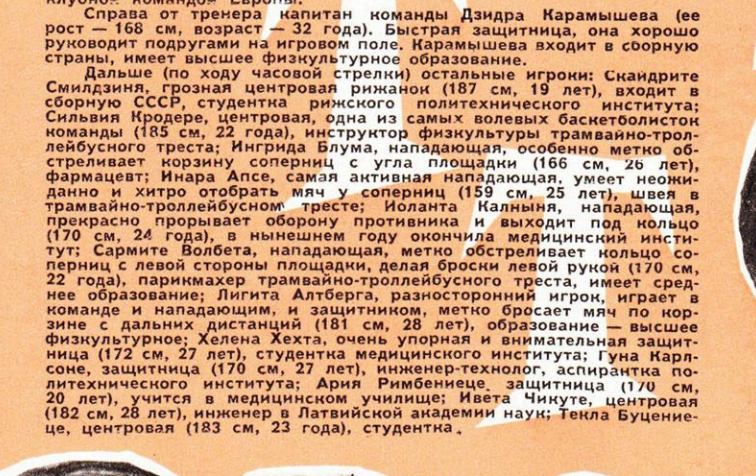 клубной команды Европы.
Справа от тренера капитан команды Дзидра Карамышева (ее
рост — 168 см, возраст — 32 года). Быстрая защитница, она хорошо
руководит подругами на игровом поле. Карамышева входит в сборную
страны, имеет высшее физкультурное образование.
Дальше (по ходу часовой стрелки) остальные игроки: Скайдрите
Смилдзиня, грозная центровая рижанок (187 см, 19 лет), входит в
сборную СССР, студентка рижского политехнического института;
Сильвия Кродере, центровая, одна из самых волевых баскетболисток
команды (185 см, 22 года), инструктор физкультуры трамвайно-трол-
лейбусного треста; Ингрида Блума, нападающая, особенно метко об-
стреливает корзину соперниц с угла площадки (166 см, 26 лет),
фармацевт; Инара Апсе, самая активная нападающая, умеет неожи-
данно и хитро отобрать мяч у соперниц (159 см, 25 лет), швея в
трамвайно-троллейбусном тресте; Иоланта Калныня, нападающая,
прекрасно прорывает оборону противника и выходит под кольцо
(170 см, 24 года), в нынешнем году окончила медицинский инсти-
тут; Сармите Волбета, нападающая, метко обстреливает кольцо со-
перниц с левой стороны площадки, делая броски левой рукой (170 см,
22 года), парикмахер трамвайно-троллейбусного треста, имеет сред-
нее образование; Лигита Алтберга, разносторонний игрок, играет в
команде и нападающим, и защитником, метко бросает мяч по кор-
зине с дальних дистанций (181 см, 28 лет), образование — высшее
физкультурное; Хелена Хехта, очень упорная и внимательная защит-
ница (172 см, 27 лет), студентка медицинского института; Гуна Карл-
соне, защитница (170 см, 27 лет), инженер-технолог, аспирантка по-
литехнического института; Ария Римбениеце, защитница (170 см,
20 лет), учится в медицинском училище; Ивета Чикуте, центровая
(182 см, 28 лет), инженер в Латвийской академии наук; Текла Буцение-
це, центровая (183 см, 23 года), студентка.